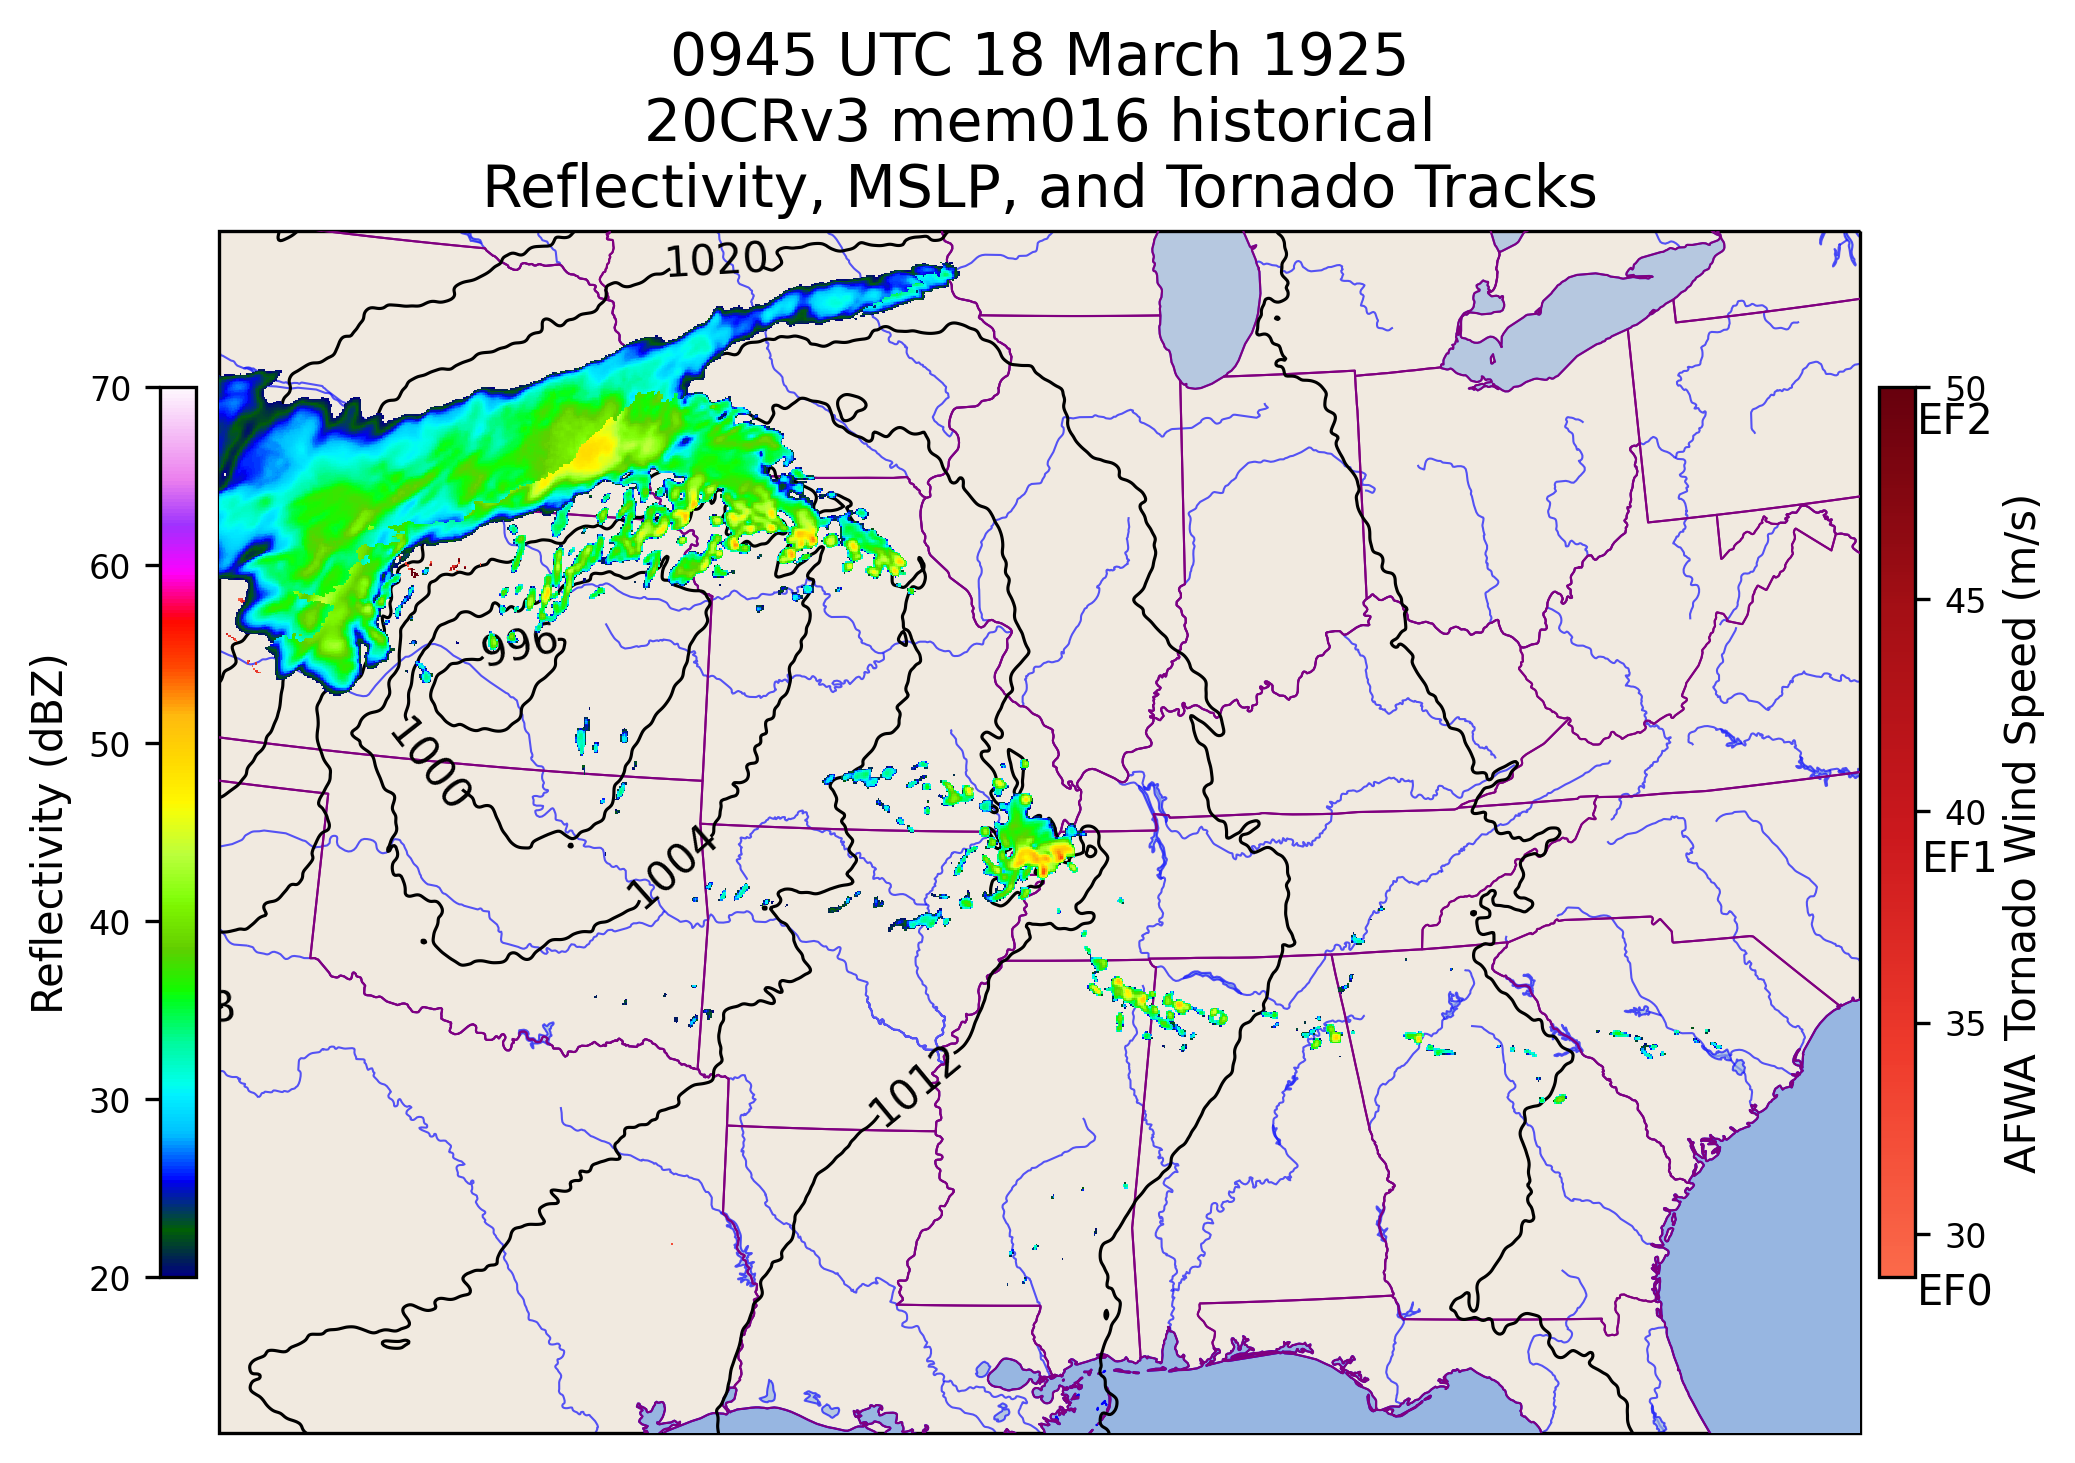 0945 UTC 18 March 1925
20CRv3 mem016 historical
Reflectivity, MSLP, and Tornado Tracks
Reflectivity (dBZ)
70
60
50
40
30
20
1020
996
1000
1004
1012
50
EF2
45
40
EF1
35
30
EF0
AFWA Tornado Wind Speed (m/s)